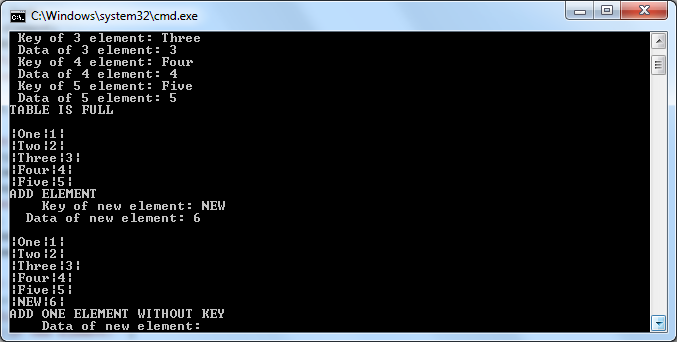 C:\Windows\system32\cmd.exe
Key of 3 element: Three
Data of 3 element: 3
Key of 4 element: Four
Data of 4 element: 4
Key of 5 element: Five
Data of 5 element: 5
TABLE IS FULL
|One|1|
|Two|2|
|Three|3|
|Four|4|
|Five|5|
ADD ELEMENT
Key of new element: NEW
Data of new element: 6
|One|1|
|Two|2|
|Three|3|
|Four|4|
|Five|5|
|NEW|6|
ADD ONE ELEMENT WITHOUT KEY
Data of new element: